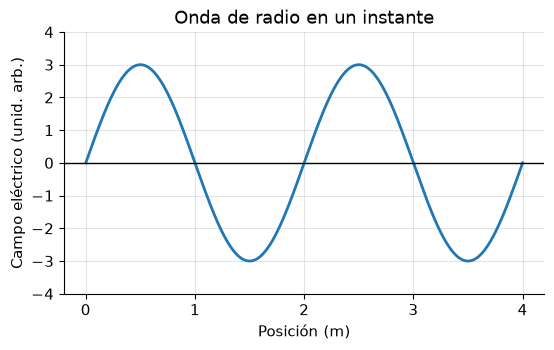 Onda de radio en un instante
Campo eléctrico (unid. arb.)
4
3
2
1
0
−1
−2
−3
−4
0 1 2 3 4
Posición (m)